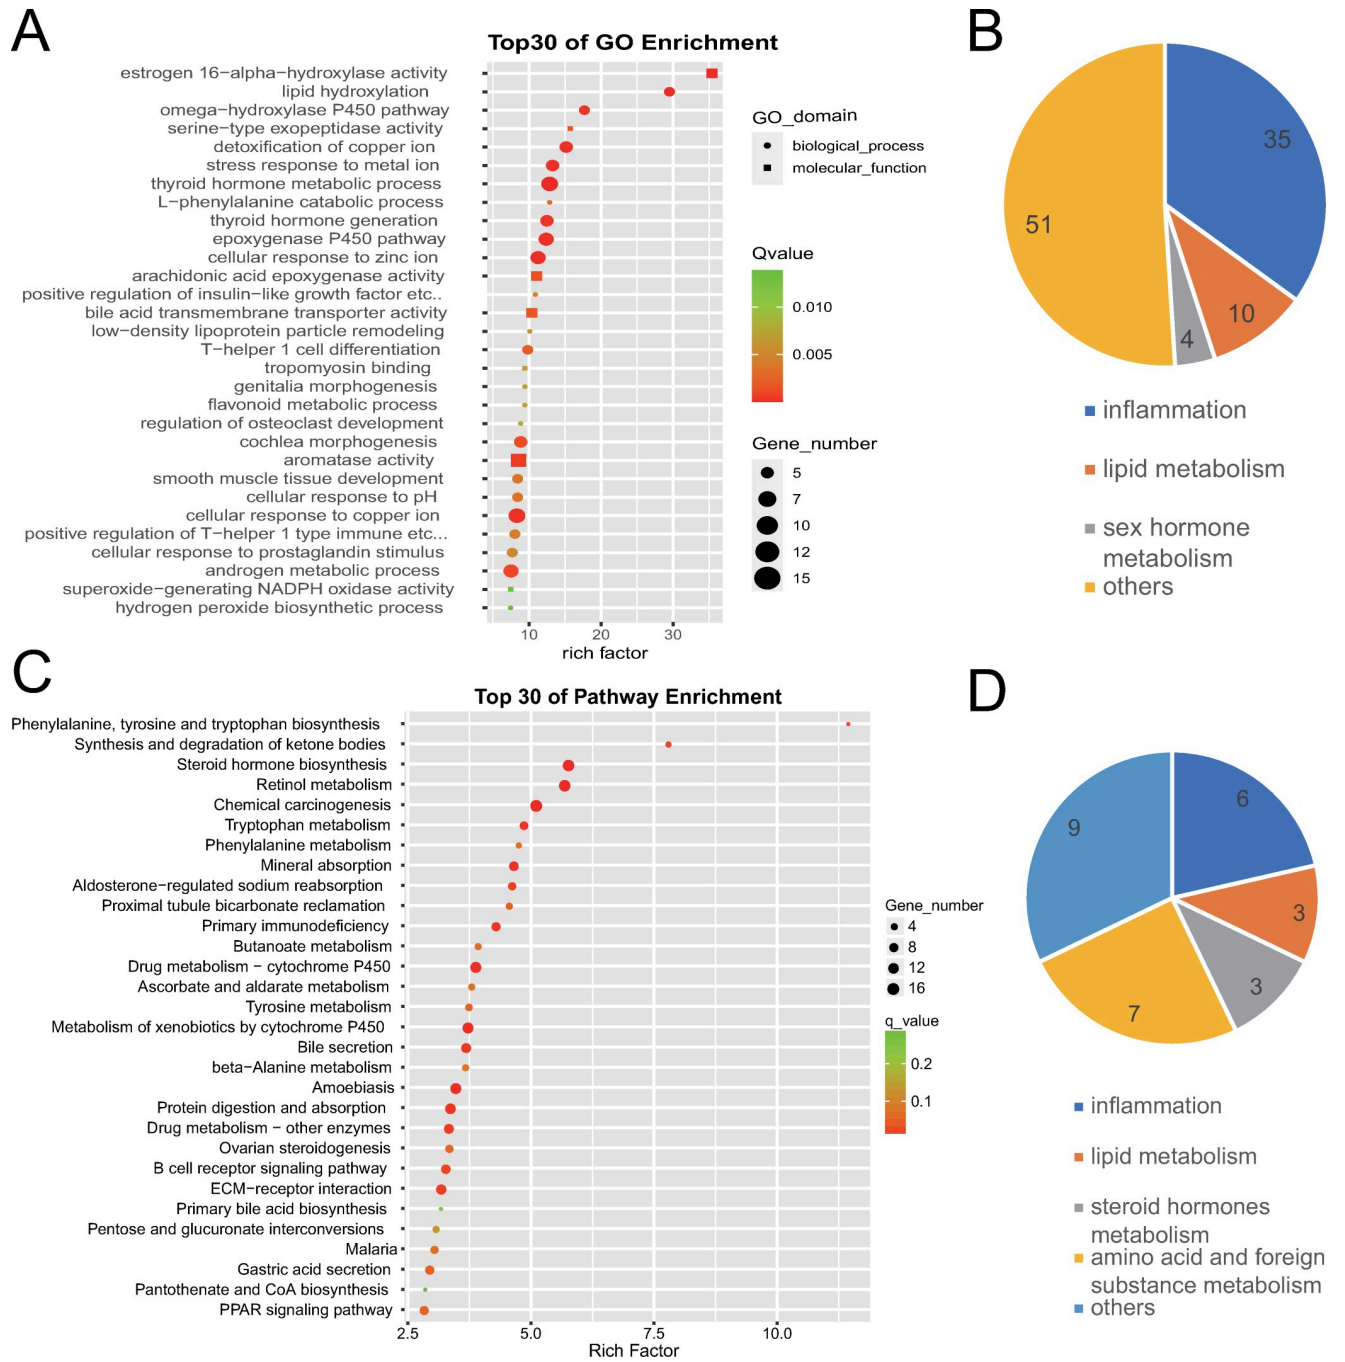 A
Top30 of GO Enrichment
estrogen 16−alpha−hydroxylase activity
lipid hydroxylation
omega−hydroxylase P450 pathway
serine−type exopeptidase activity
detoxification of copper ion
stress response to metal ion
thyroid hormone metabolic process
L−phenylalanine catabolic process
thyroid hormone generation
epoxygenase P450 pathway
cellular response to zinc ion
arachidonic acid epoxygenase activity
positive regulation of insulin−like growth factor etc..
bile acid transmembrane transporter activity
low−density lipoprotein particle remodeling
T−helper 1 cell differentiation
tropomyosin binding
genitalia morphogenesis
flavonoid metabolic process
regulation of osteoclast development
cochlea morphogenesis
aromatase activity
smooth muscle tissue development
cellular response to pH
cellular response to copper ion
positive regulation of T−helper 1 type immune etc...
cellular response to prostaglandin stimulus
androgen metabolic process
superoxide−generating NADPH oxidase activity
hydrogen peroxide biosynthetic process
10 20 30
rich factor
GO_domain
biological_process
molecular_function
Qvalue
0.010
0.005
Gene_number
5
7
10
12
15
B
35
51
10
4
inflammation
lipid metabolism
sex hormone
metabolism
others
C
Top 30 of Pathway Enrichment
Phenylalanine, tyrosine and tryptophan biosynthesis
Synthesis and degradation of ketone bodies
Steroid hormone biosynthesis
Retinol metabolism
Chemical carcinogenesis
Tryptophan metabolism
Phenylalanine metabolism
Mineral absorption
Aldosterone−regulated sodium reabsorption
Proximal tubule bicarbonate reclamation
Primary immunodeficiency
Butanoate metabolism
Drug metabolism − cytochrome P450
Ascorbate and aldarate metabolism
Tyrosine metabolism
Metabolism of xenobiotics by cytochrome P450
Bile secretion
beta−Alanine metabolism
Amoebiasis
Protein digestion and absorption
Drug metabolism − other enzymes
Ovarian steroidogenesis
B cell receptor signaling pathway
ECM−receptor interaction
Primary bile acid biosynthesis
Pentose and glucuronate interconversions
Malaria
Gastric acid secretion
Pantothenate and CoA biosynthesis
PPAR signaling pathway
2.5 5.0 7.5 10.0
Rich Factor
Gene_number
4
8
12
16
q_value
0.2
0.1
D
6
9
3
3
7
inflammation
lipid metabolism
steroid hormones
metabolism
amino acid and foreign
substance metabolism
others